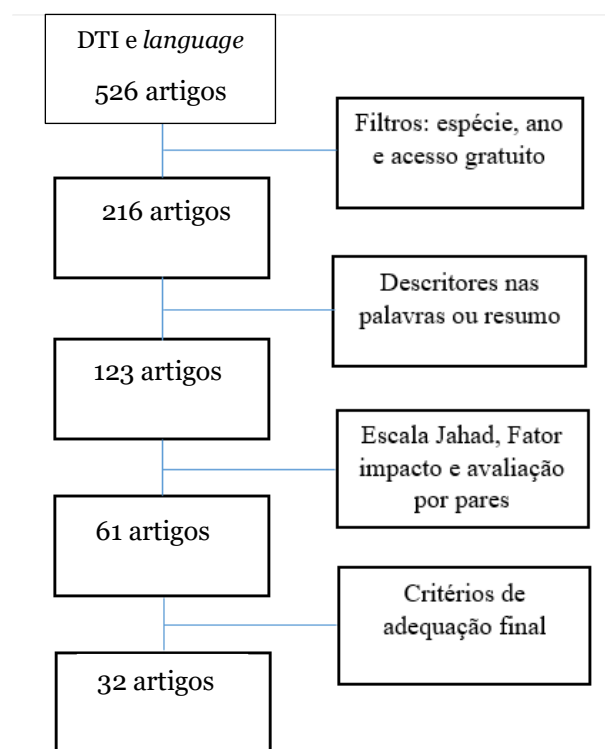 DTI e language
526 artigos
Filtros: espécie, ano
e acesso gratuito
216 artigos
Descritores nas
palavras ou resumo
123 artigos
Escala Jahad, Fator
impacto e avaliação
por pares
61 artigos
Critérios de
adequação final
32 artigos